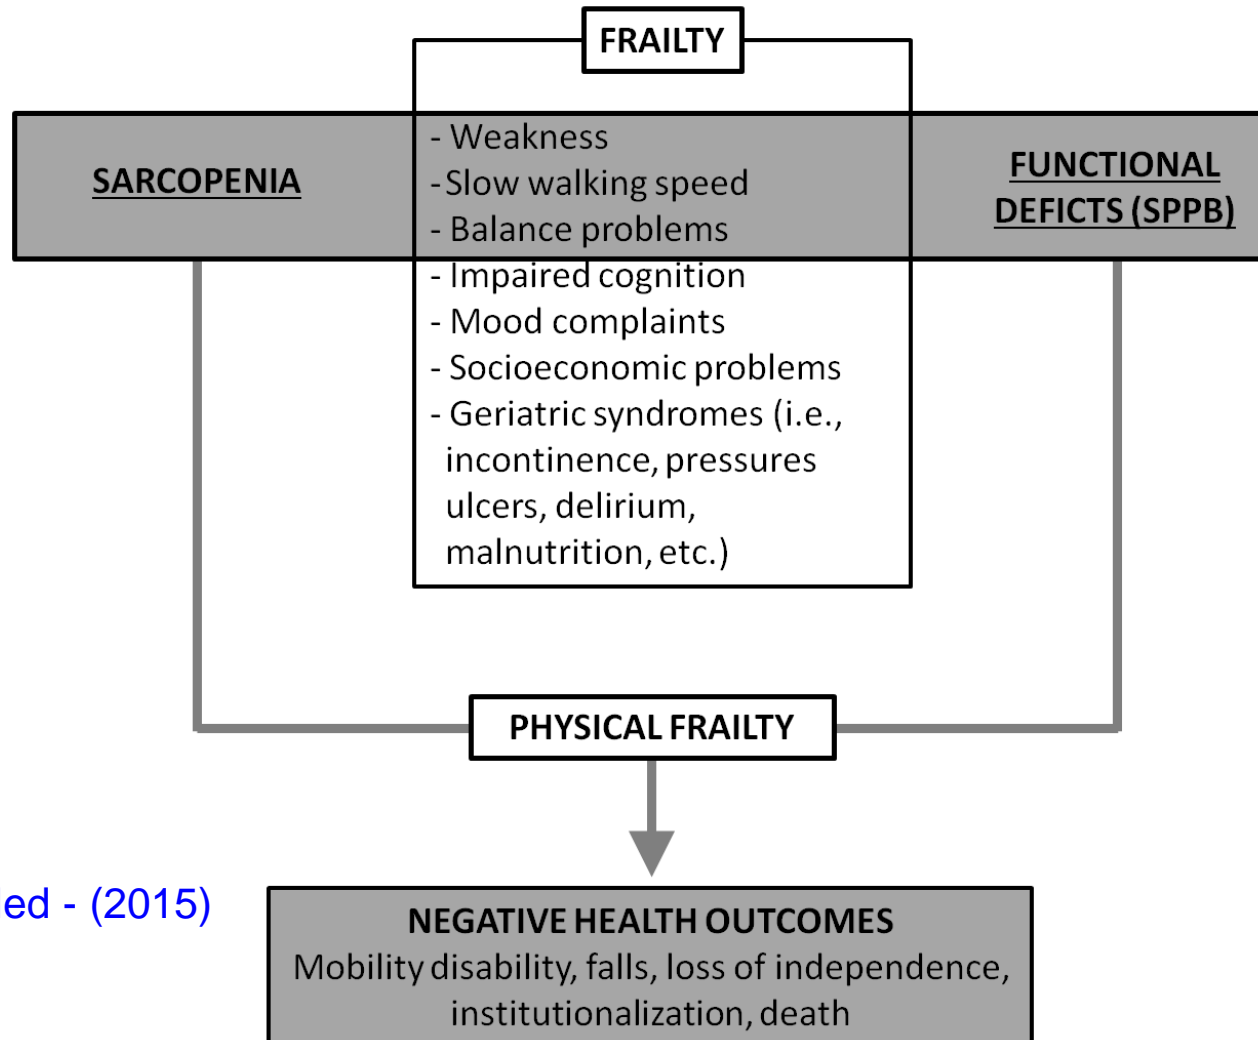 FRAILTY
SARCOPENIA
- Weakness
- Slow walking speed
- Balance problems
- Impaired cognition
- Mood complaints
- Socioeconomic problems
- Geriatric syndromes (i.e.,
incontinence, pressures
ulcers, delirium,
malnutrition, etc.)
FUNCTIONAL
DEFICTS (SPPB)
PHYSICAL FRAILTY
- (2015)
NEGATIVE HEALTH OUTCOMES
Mobility disability, falls, loss of independence,
institutionalization, death